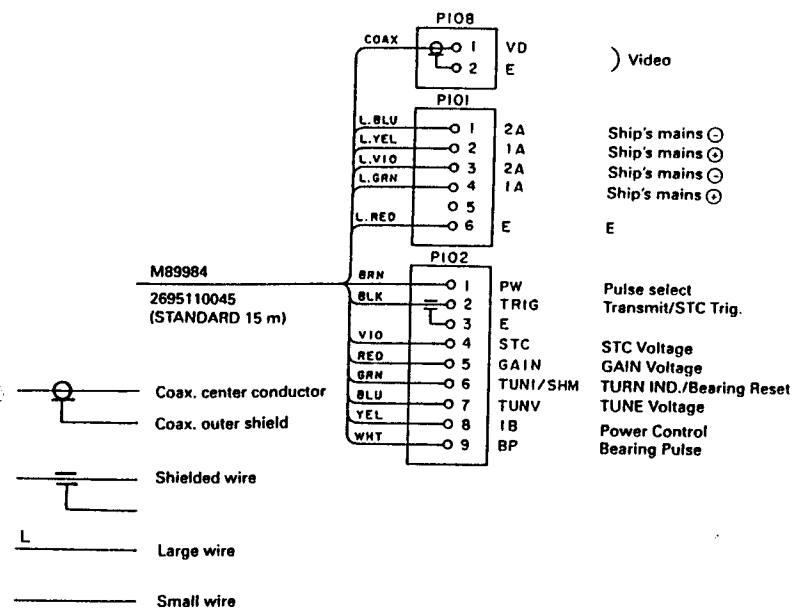 P108
COAX 1 VD
2 E ) Video
P101
L.BLU 1 2A Ship's mains ⊖
L.YEL 2 1A Ship's mains ⊕
L.VIO 3 2A Ship's mains ⊖
L.GRN 4 1A Ship's mains ⊕
5
L.RED 6 E E
P102
M89984
2695110045
(STANDARD 15 m)
BRN 1 PW Pulse select
BLK 2 TRIG Transmit/STC Trig.
3 E
VIO 4 STC STC Voltage
RED 5 GAIN GAIN Voltage
GRN 6 TUNI/SHM TURN IND./Bearing Reset
BLU 7 TUNV TUNE Voltage
YEL 8 IB Power Control
WHT 9 BP Bearing Pulse
Coax. center conductor
Coax. outer shield
Shielded wire
L Large wire
Small wire